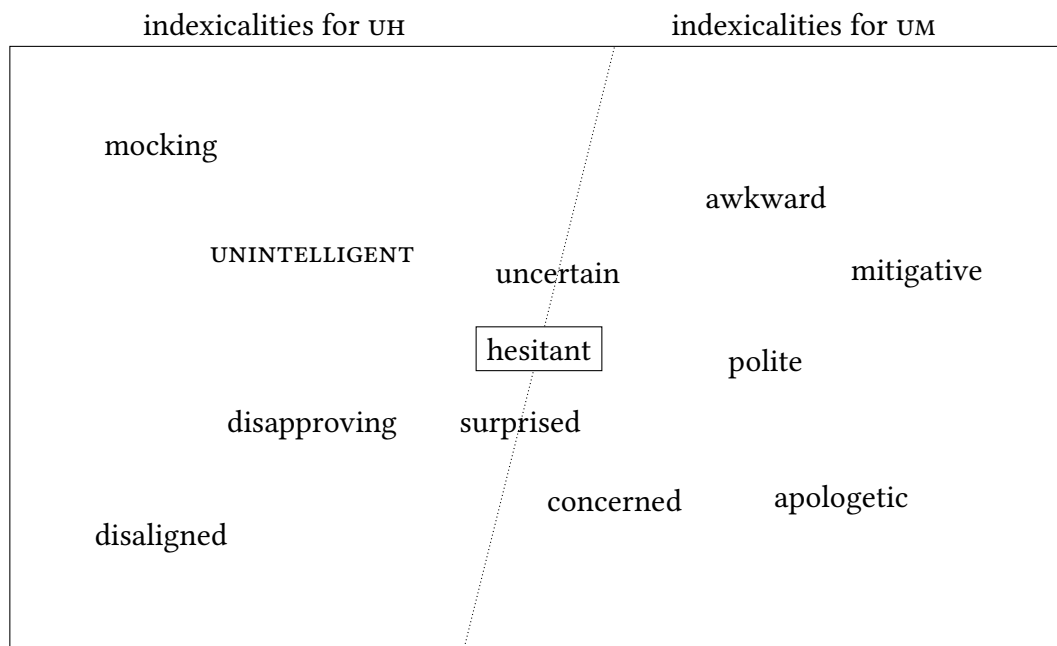 indexicalities for UH indexicalities for UM
mocking
awkward
UNINTELLIGENT
uncertain
mitigative
hesitant
polite
disapproving
surprised
concerned
apologetic
disaligned